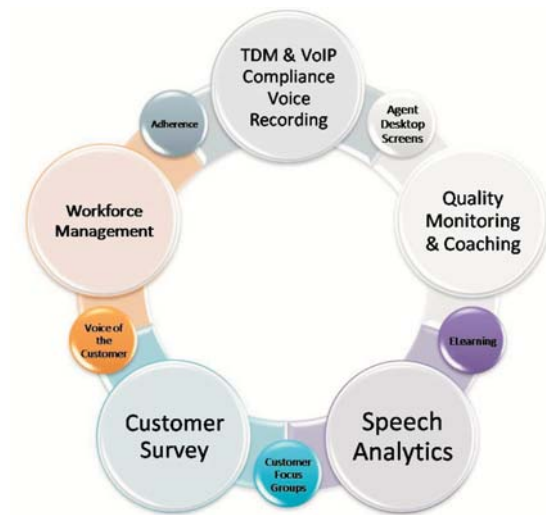 TDM & VoIP
Compliance
Voice
Recording
Agent
Desktop
Screens
Quality
Monitoring
& Coaching
ELearning
Speech
Analytics
Customer
Focus
Groups
Customer
Survey
Voice of
the
Customer
Workforce
Management
Adherence